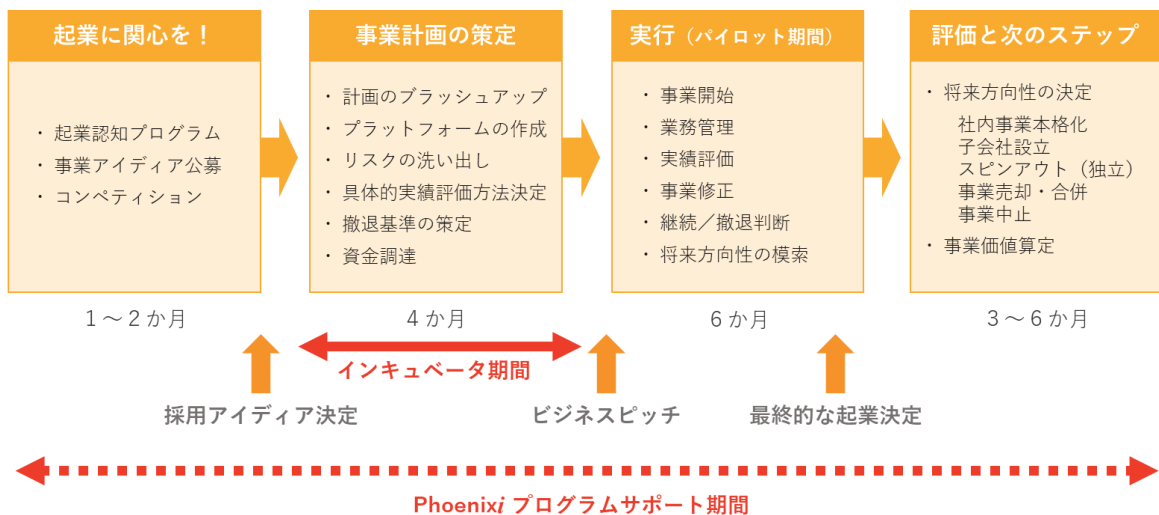 起業に関心を！
・ 起業認知プログラム
・ 事業アイディア公募
・ コンペティション
1～2か月
事業計画の策定
・ 計画のブラッシュアップ
・ プラットフォームの作成
・ リスクの洗い出し
・ 具体的実績評価方法決定
・ 撤退基準の策定
・ 資金調達
4か月
実行（パイロット期間）
・ 事業開始
・ 業務管理
・ 実績評価
・ 事業修正
・ 継続／撤退判断
・ 将来方向性の模索
6か月
評価と次のステップ
・ 将来方向性の決定
社内事業本格化
子会社設立
スピンアウト（独立）
事業売却・合併
事業中止
・ 事業価値算定
3～6か月
インキュベータ期間
採用アイディア決定
ビジネスピッチ
最終的な起業決定
Phoenixi プログラムサポート期間